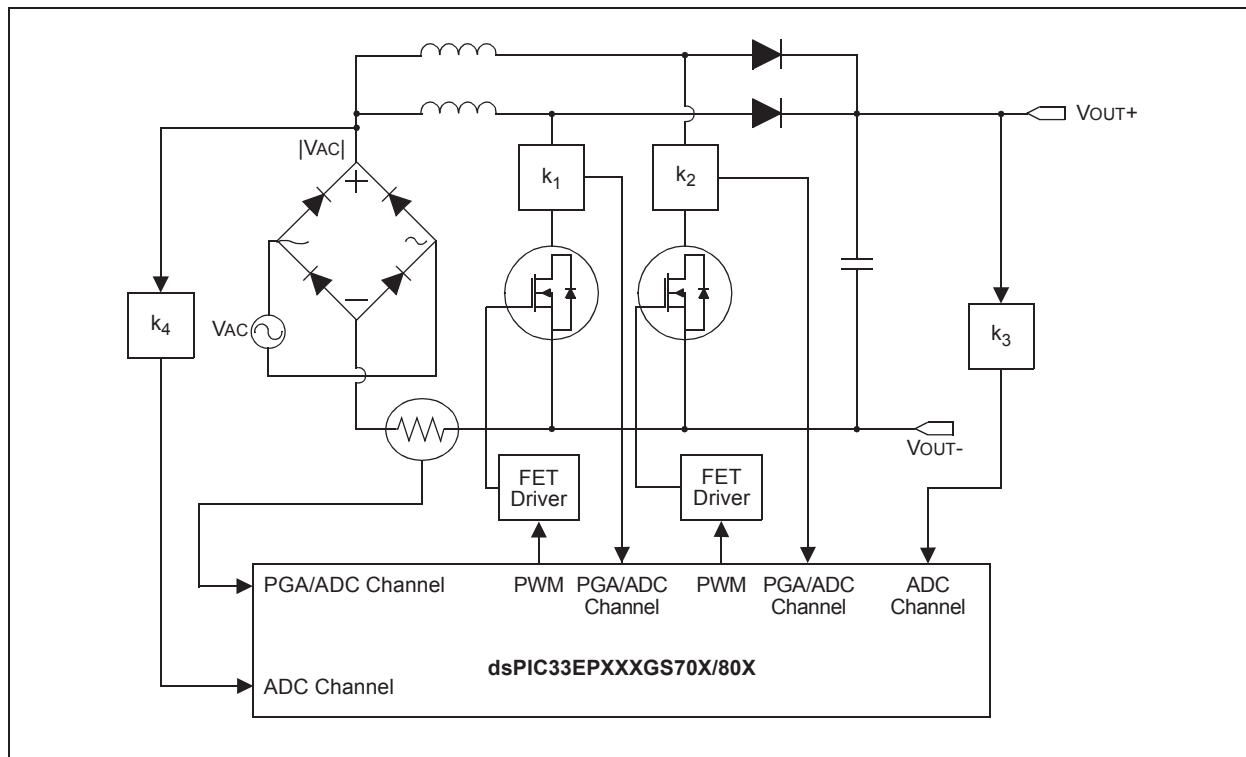 VOUT+
|VAC|
k1
k2
k4
VAC
k3
VOUT-
FET
Driver
FET
Driver
PGA/ADC Channel
PWM
PGA/ADC
Channel
PWM
PGA/ADC
Channel
ADC
Channel
dsPIC33EPXXXGS70X/80X
ADC Channel